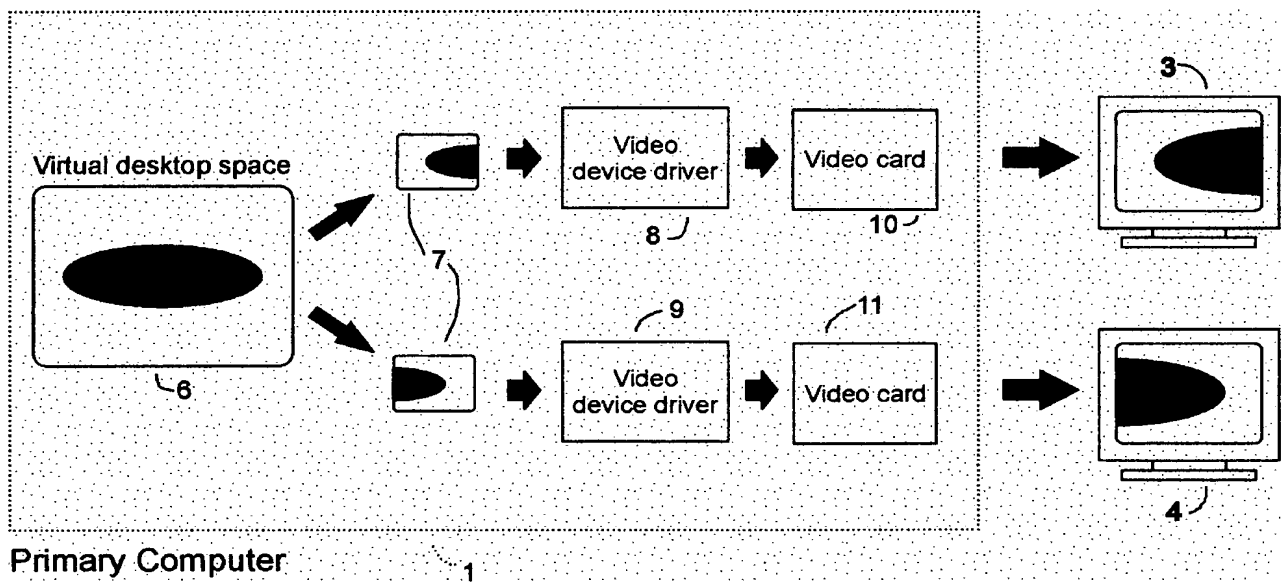 3
Virtual desktop space
Video
device driver
Video card
8
10
7
9
11
6
Video
device driver
Video card
4
Primary Computer
1